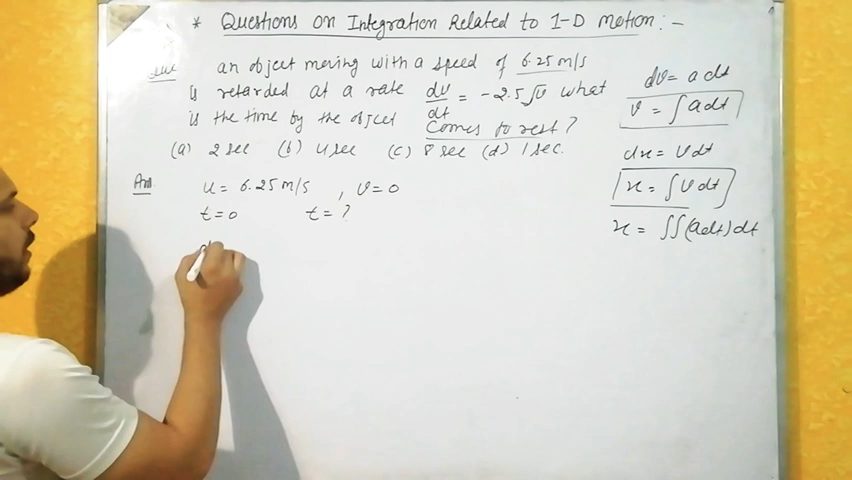 * Questions on Integration Related to 1-D motion:-
Que an object moving with a speed of 6.25 m/s
is retarded at a rate dv/dt = -2.5√v what
is the time by the object comes to rest?
(a) 2 sec (b) 4 sec (c) 8 sec (d) 1 sec.
Ans. u = 6.25 m/s , v = 0
t = 0 t = ?
d
dv = a dt
v = ∫ a dt
dx = v dt
x = ∫ v dt
x = ∫∫ (a dt) dt